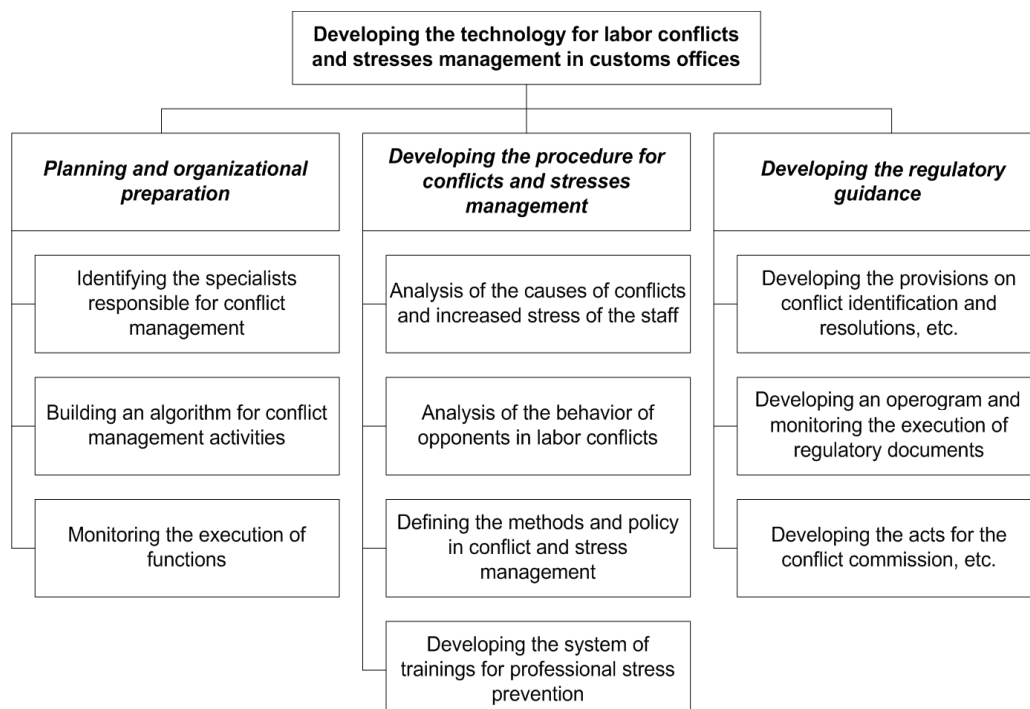 Developing the technology for labor conflicts
and stresses management in customs offices
Planning and organizational
preparation
Identifying the specialists
responsible for conflict
management
Building an algorithm for conflict
management activities
Monitoring the execution of
functions
Developing the procedure for
conflicts and stresses
management
Analysis of the causes of conflicts
and increased stress of the staff
Analysis of the behavior of
opponents in labor conflicts
Defining the methods and policy
in conflict and stress
management
Developing the system of
trainings for professional stress
prevention
Developing the regulatory
guidance
Developing the provisions on
conflict identification and
resolutions, etc.
Developing an operogram and
monitoring the execution of
regulatory documents
Developing the acts for the
conflict commission, etc.